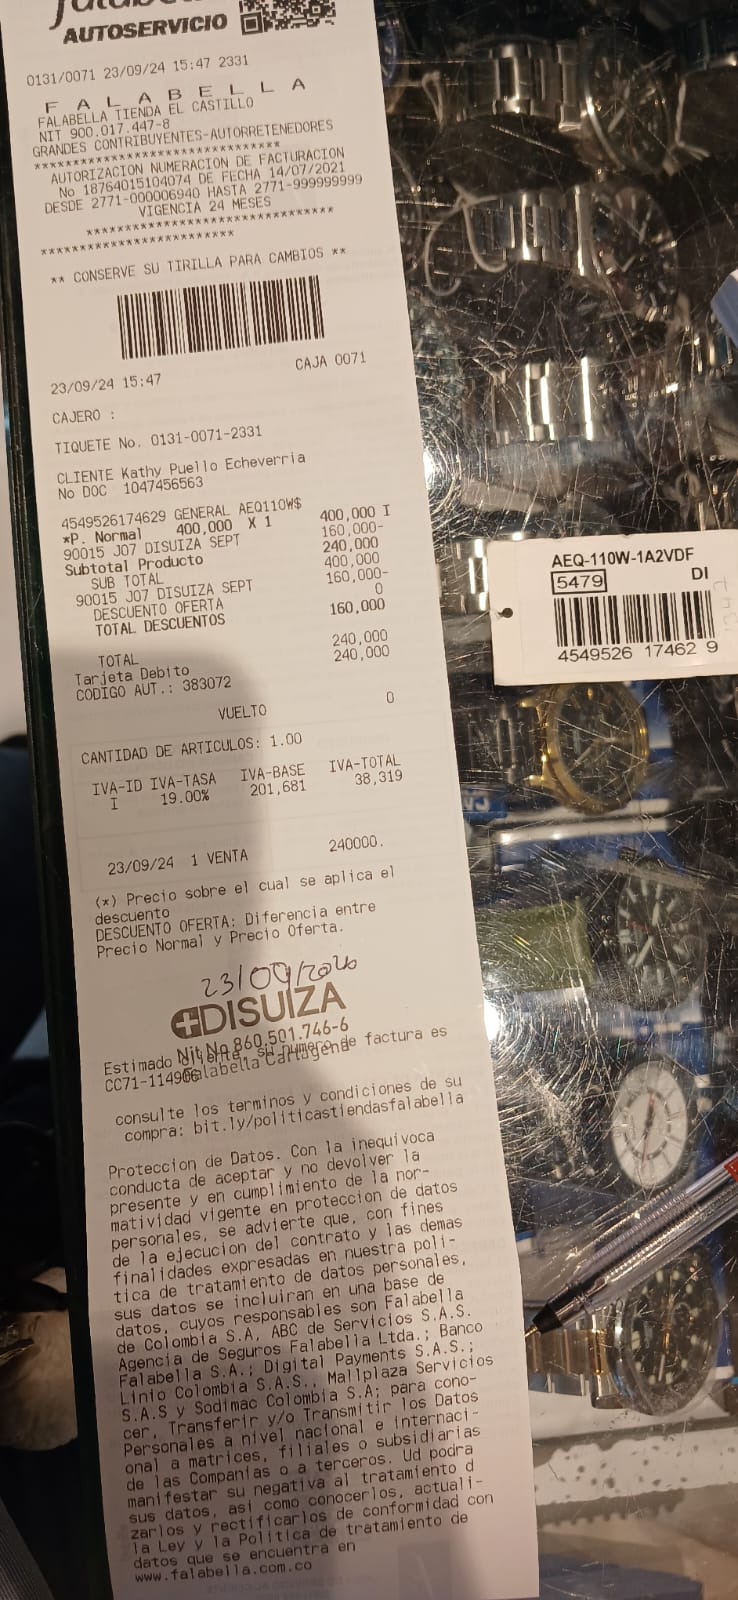 AUTOSERVICIO
0131/0071 23/09/24 15:47 2331
F A L A B E L L A
FALABELLA TIENDA EL CASTILLO
NIT 900.017.447-8
GRANDES CONTRIBUYENTES-AUTORRETENEDORES
*******************************
AUTORIZACION NUMERACION DE FACTURACION
No 18764015104074 DE FECHA 14/07/2021
DESDE 2771-000006940 HASTA 2771-999999999
VIGENCIA 24 MESES
*******************************
************************
** CONSERVE SU TIRILLA PARA CAMBIOS **
23/09/24 15:47 CAJA 0071
CAJERO :
TIQUETE No. 0131-0071-2331
CLIENTE Kathy Puello Echeverria
No DOC 1047456563
4549526174629 GENERAL AEQ110W$
*P. Normal 400,000 X 1 400,000 I
90015 J07 DISUIZA SEPT 160,000-
Subtotal Producto 240,000
SUB TOTAL 400,000
90015 J07 DISUIZA SEPT 160,000-
DESCUENTO OFERTA 0
TOTAL DESCUENTOS 160,000
TOTAL 240,000
Tarjeta Debito 240,000
CODIGO AUT.: 383072
VUELTO 0
CANTIDAD DE ARTICULOS: 1.00
IVA-ID IVA-TASA IVA-BASE IVA-TOTAL
I 19.00% 201,681 38,319
23/09/24 1 VENTA 240000.
(*) Precio sobre el cual se aplica el
descuento
DESCUENTO OFERTA: Diferencia entre
Precio Normal y Precio Oferta.
23/09/2026
DISUIZA
Nit No 860.501.746-6
Falabella Cartagena
Estimado cliente, su numero de factura es
CC71-114906
consulte los terminos y condiciones de su
compra: bit.ly/politicastiendasfalabella
Proteccion de Datos. Con la inequivoca
conducta de aceptar y no devolver la
presente y en cumplimiento de la nor-
matividad vigente en proteccion de datos
personales, se advierte que, con fines
de la ejecucion del contrato y las demas
finalidades expresadas en nuestra poli-
tica de tratamiento de datos personales,
sus datos se incluiran en una base de
datos, cuyos responsables son Falabella
de Colombia S.A, ABC de Servicios S.A.S.
Agencia de Seguros Falabella Ltda.; Banco
Falabella S.A.; Digital Payments S.A.S.;
Linio Colombia S.A.S., Mallplaza Servicios
S.A.S y Sodimac Colombia S.A; para cono-
cer, Transferir y/o Transmitir los Datos
Personales a nivel nacional e internaci-
onal a matrices, filiales o subsidiarias
de las Companias o a terceros. Ud podra
manifestar su negativa al tratamiento d
sus datos, asi como conocerlos, actuali-
zarlos y rectificarlos de conformidad con
la Ley y la Politica de tratamiento de
datos que se encuentra en
www.falabella.com.co
AEQ-110W-1A2VDF
5479 DI
4549526 17462 9